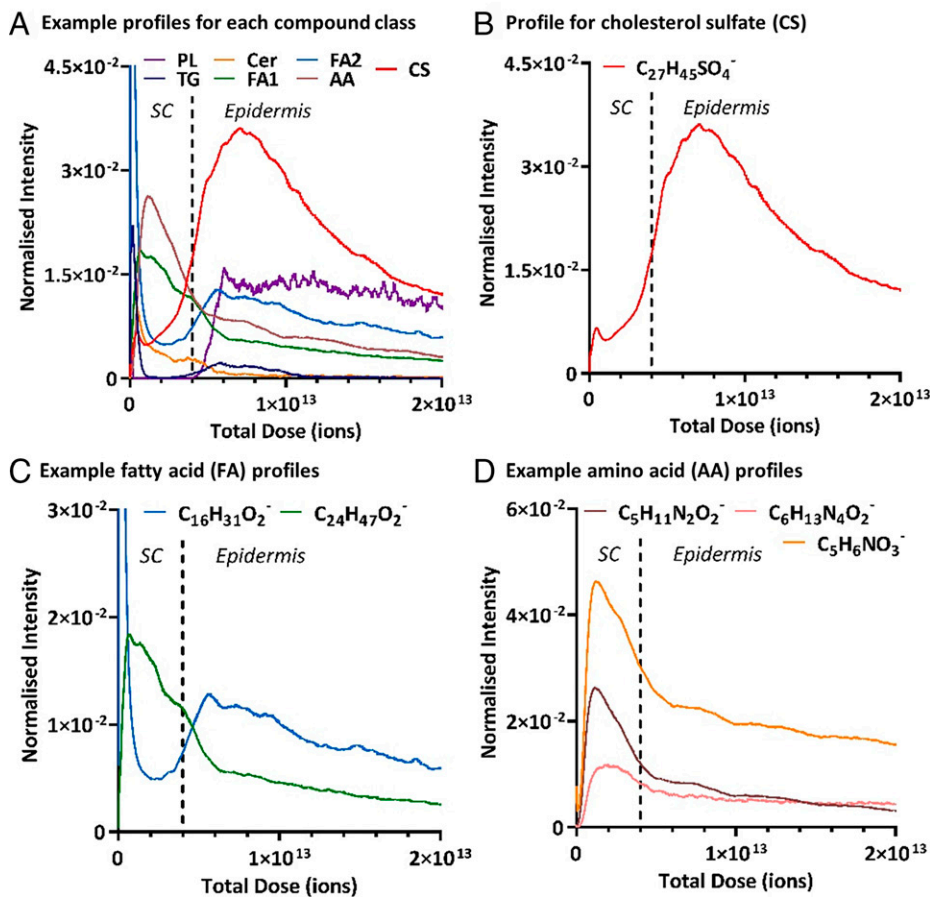 A Example profiles for each compound class
PL Cer FA2 CS
TG FA1 AA
4.5×10⁻²
3×10⁻²
1.5×10⁻²
0
Normalised Intensity
SC Epidermis
0 1×10¹³ 2×10¹³
Total Dose (ions)
B Profile for cholesterol sulfate (CS)
C₂₇H₄₅SO₄⁻
4.5×10⁻²
3×10⁻²
1.5×10⁻²
0
Normalised Intensity
SC Epidermis
0 1×10¹³ 2×10¹³
Total Dose (ions)
C Example fatty acid (FA) profiles
C₁₆H₃₁O₂⁻ C₂₄H₄₇O₂⁻
3×10⁻²
2×10⁻²
1×10⁻²
0
Normalised Intensity
SC Epidermis
0 1×10¹³ 2×10¹³
Total Dose (ions)
D Example amino acid (AA) profiles
C₅H₁₁N₂O₂⁻ C₆H₁₃N₄O₂⁻
C₅H₆NO₃⁻
6×10⁻²
4×10⁻²
2×10⁻²
0
Normalised Intensity
SC Epidermis
0 1×10¹³ 2×10¹³
Total Dose (ions)